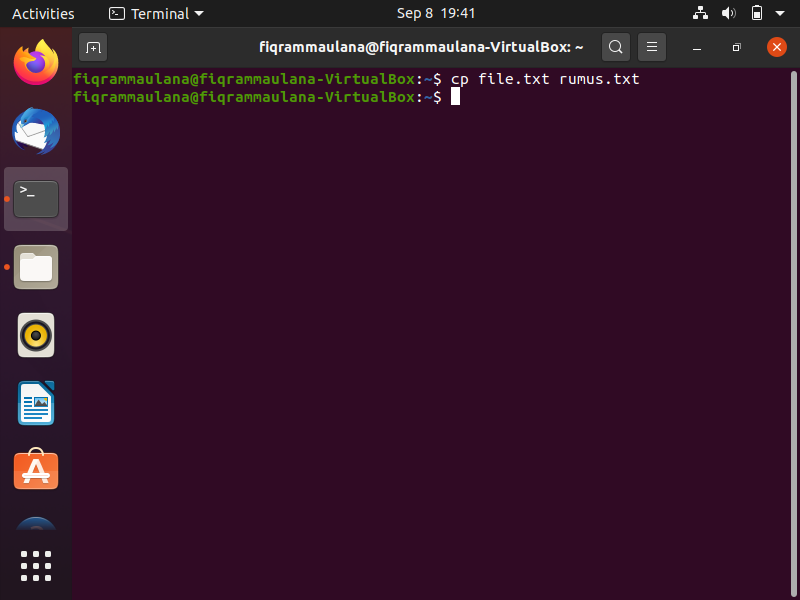 Activities Terminal Sep 8 19:41
fiqrammaulana@fiqrammaulana-VirtualBox: ~
fiqrammaulana@fiqrammaulana-VirtualBox:~$ cp file.txt rumus.txt
fiqrammaulana@fiqrammaulana-VirtualBox:~$
>_